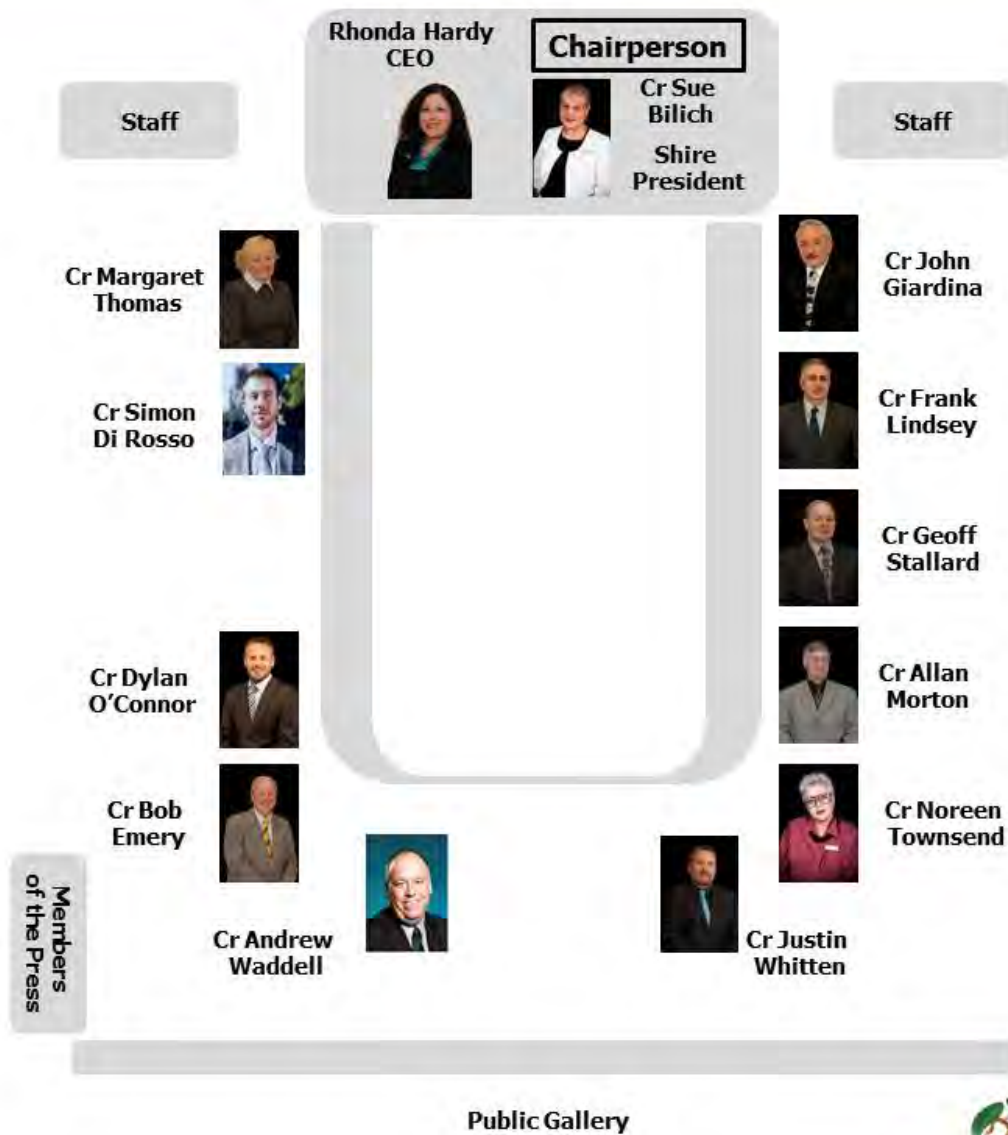 Rhonda Hardy
CEO
Chairperson
Cr Sue
Bilich
Shire
President
Staff
Staff
Cr Margaret
Thomas
Cr John
Giardina
Cr Simon
Di Rosso
Cr Frank
Lindsey
Cr Geoff
Stallard
Cr Dylan
O'Connor
Cr Allan
Morton
Cr Bob
Emery
Cr Noreen
Townsend
Members
of the Press
Cr Andrew
Waddell
Cr Justin
Whitten
Public Gallery